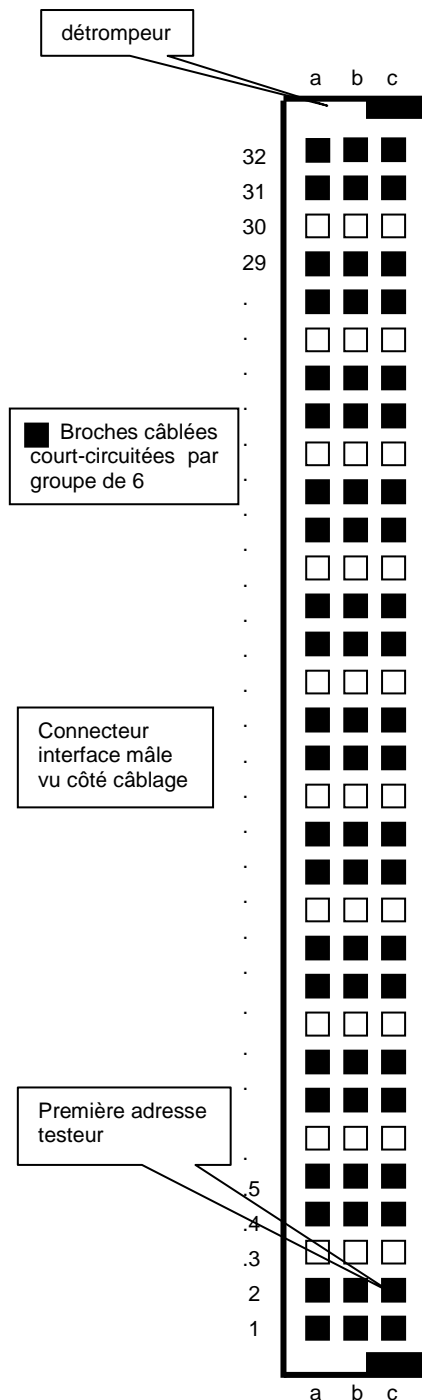 détrompeur
a b c
32
31
30
29
.
.
.
.
.
■ Broches câblées
court-circuitées par
groupe de 6
.
.
.
.
.
.
Connecteur
interface mâle
vu côté câblage
.
.
.
.
.
.
.
.
.
.
Première adresse
testeur
.
.5
.4
.3
2
1
a b c